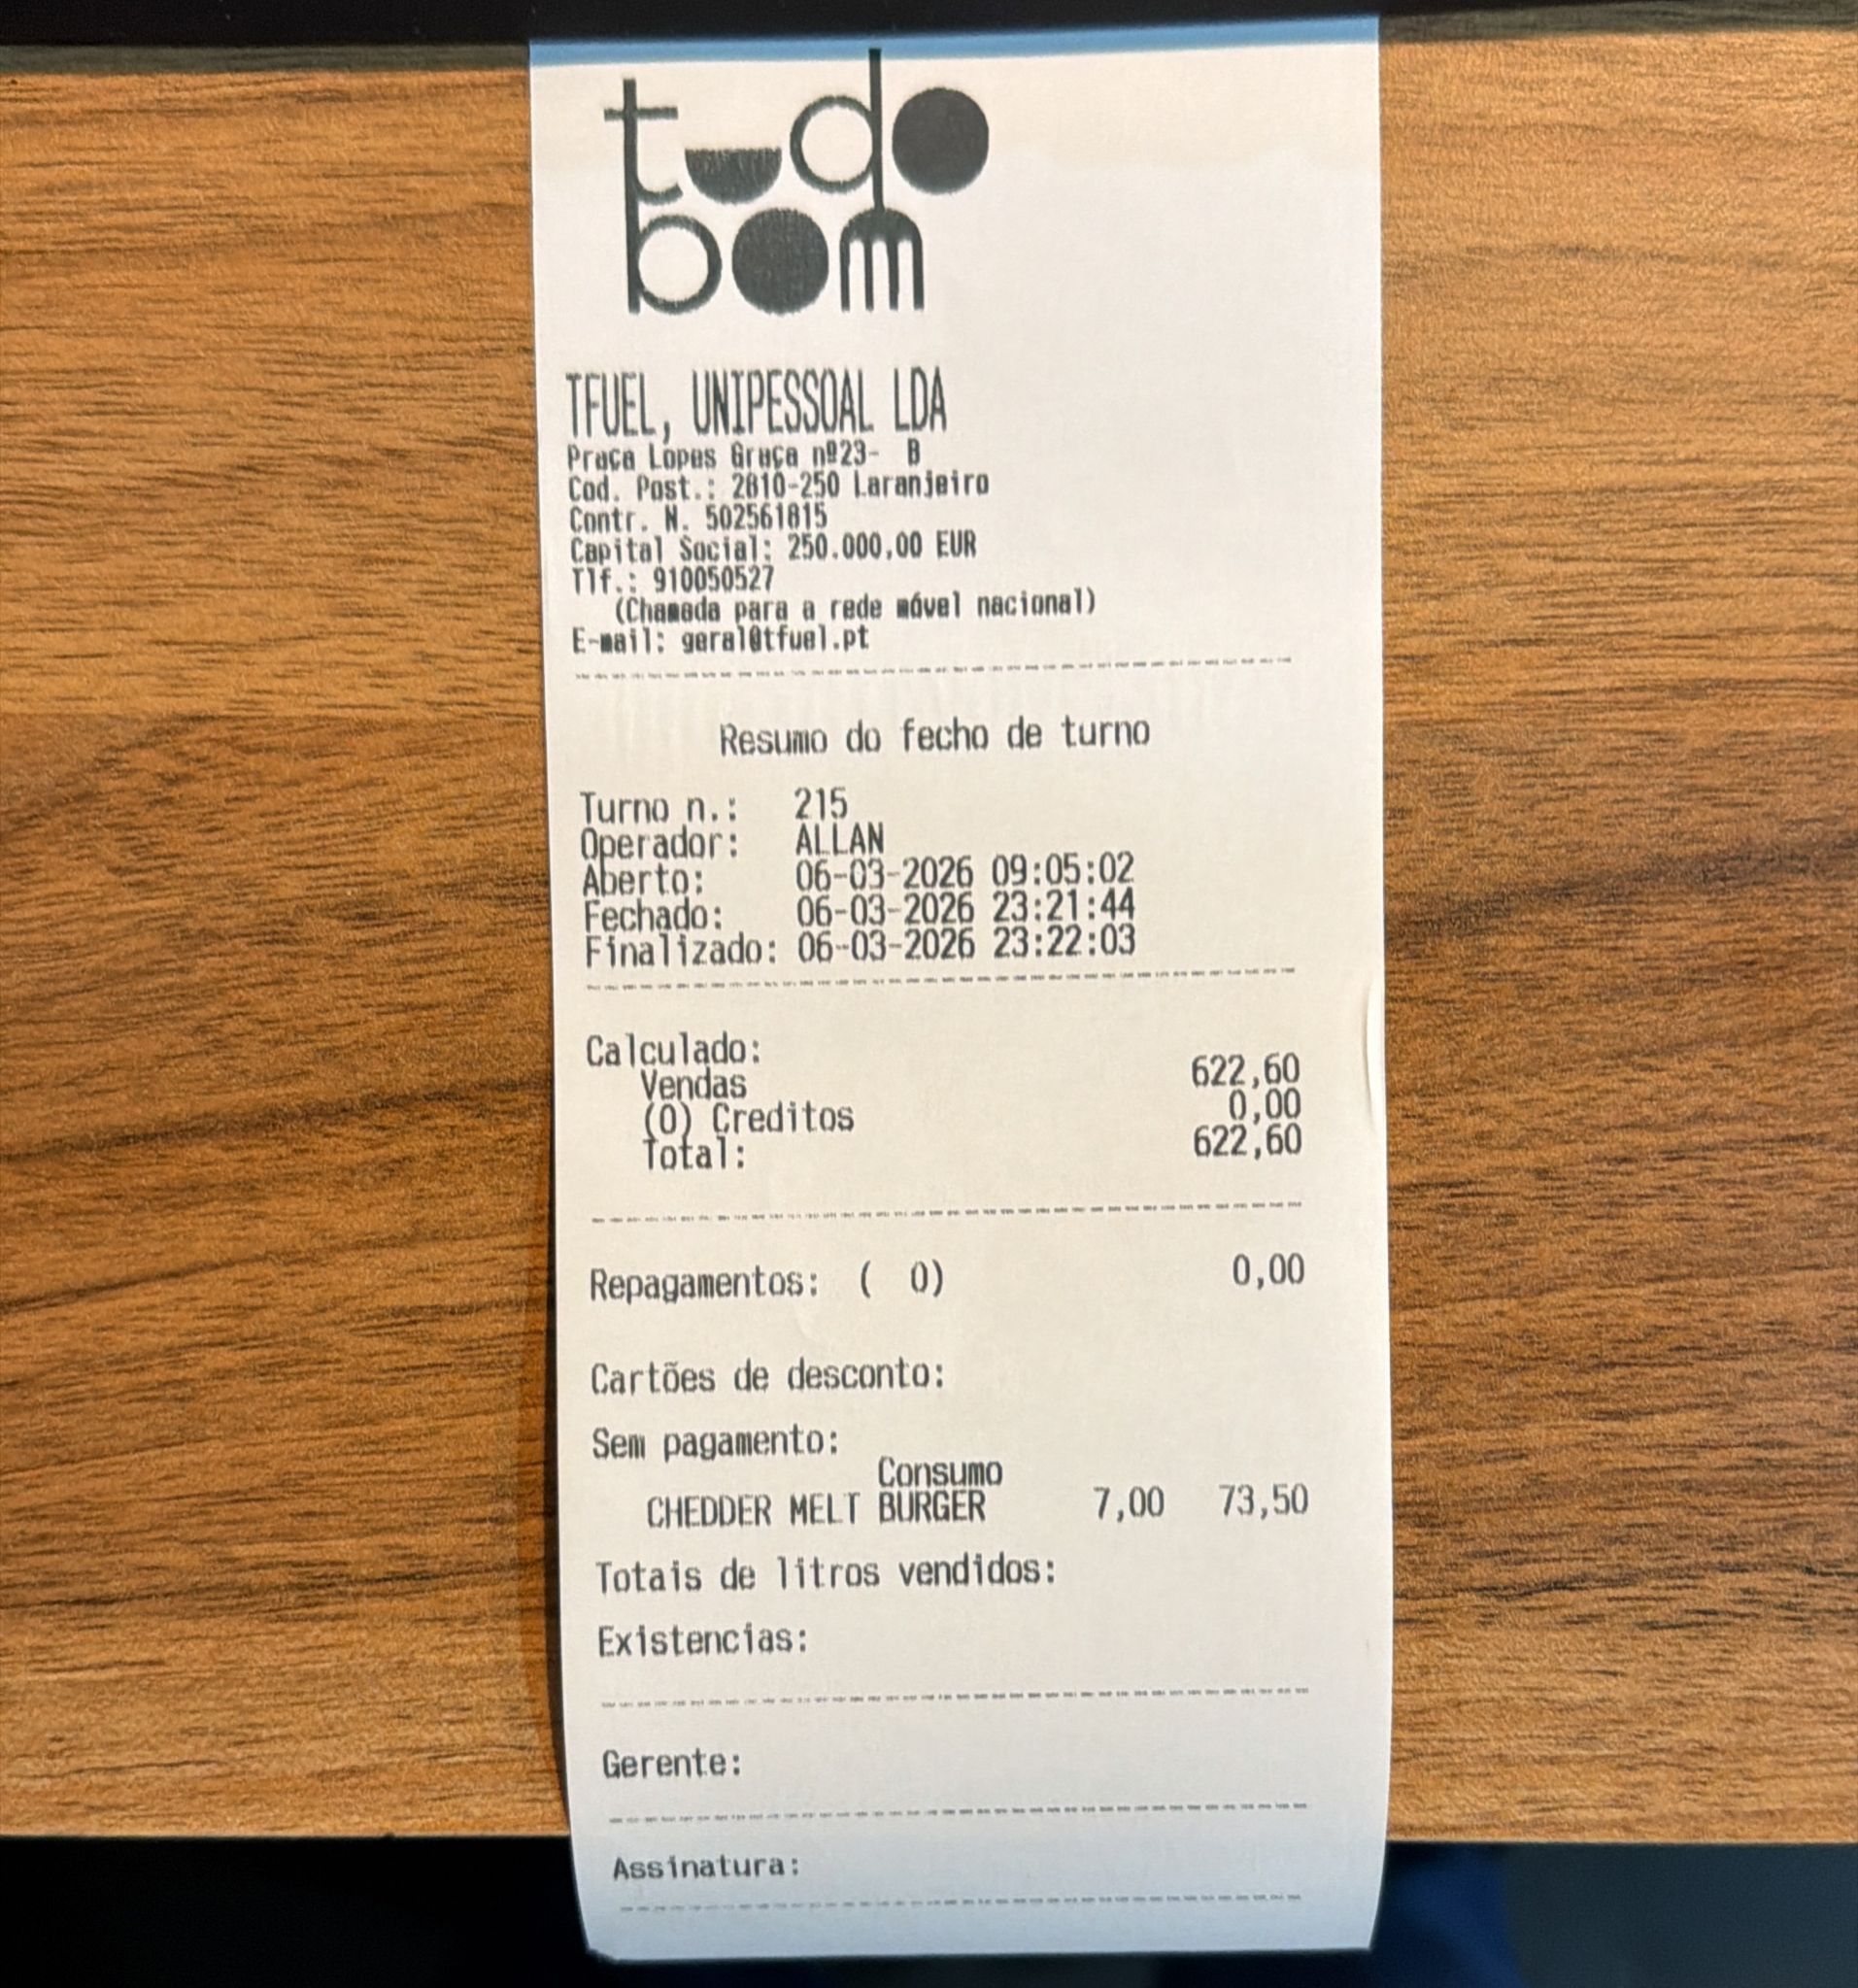 tudo
bom
TFUEL, UNIPESSOAL LDA
Praça Lopes Graça nº23- B
Cod. Post.: 2810-250 Laranjeiro
Contr. N. 502561815
Capital Social: 250.000,00 EUR
Tlf.: 910050527
(Chamada para a rede móvel nacional)
E-mail: geral@tfuel.pt
Resumo do fecho de turno
Turno n.: 215
Operador: ALLAN
Aberto: 06-03-2026 09:05:02
Fechado: 06-03-2026 23:21:44
Finalizado: 06-03-2026 23:22:03
Calculado:
Vendas 622,60
(0) Creditos 0,00
Total: 622,60
Repagamentos: ( 0) 0,00
Cartões de desconto:
Sem pagamento:
Consumo
CHEDDER MELT BURGER 7,00 73,50
Totais de litros vendidos:
Existencias:
Gerente:
Assinatura: